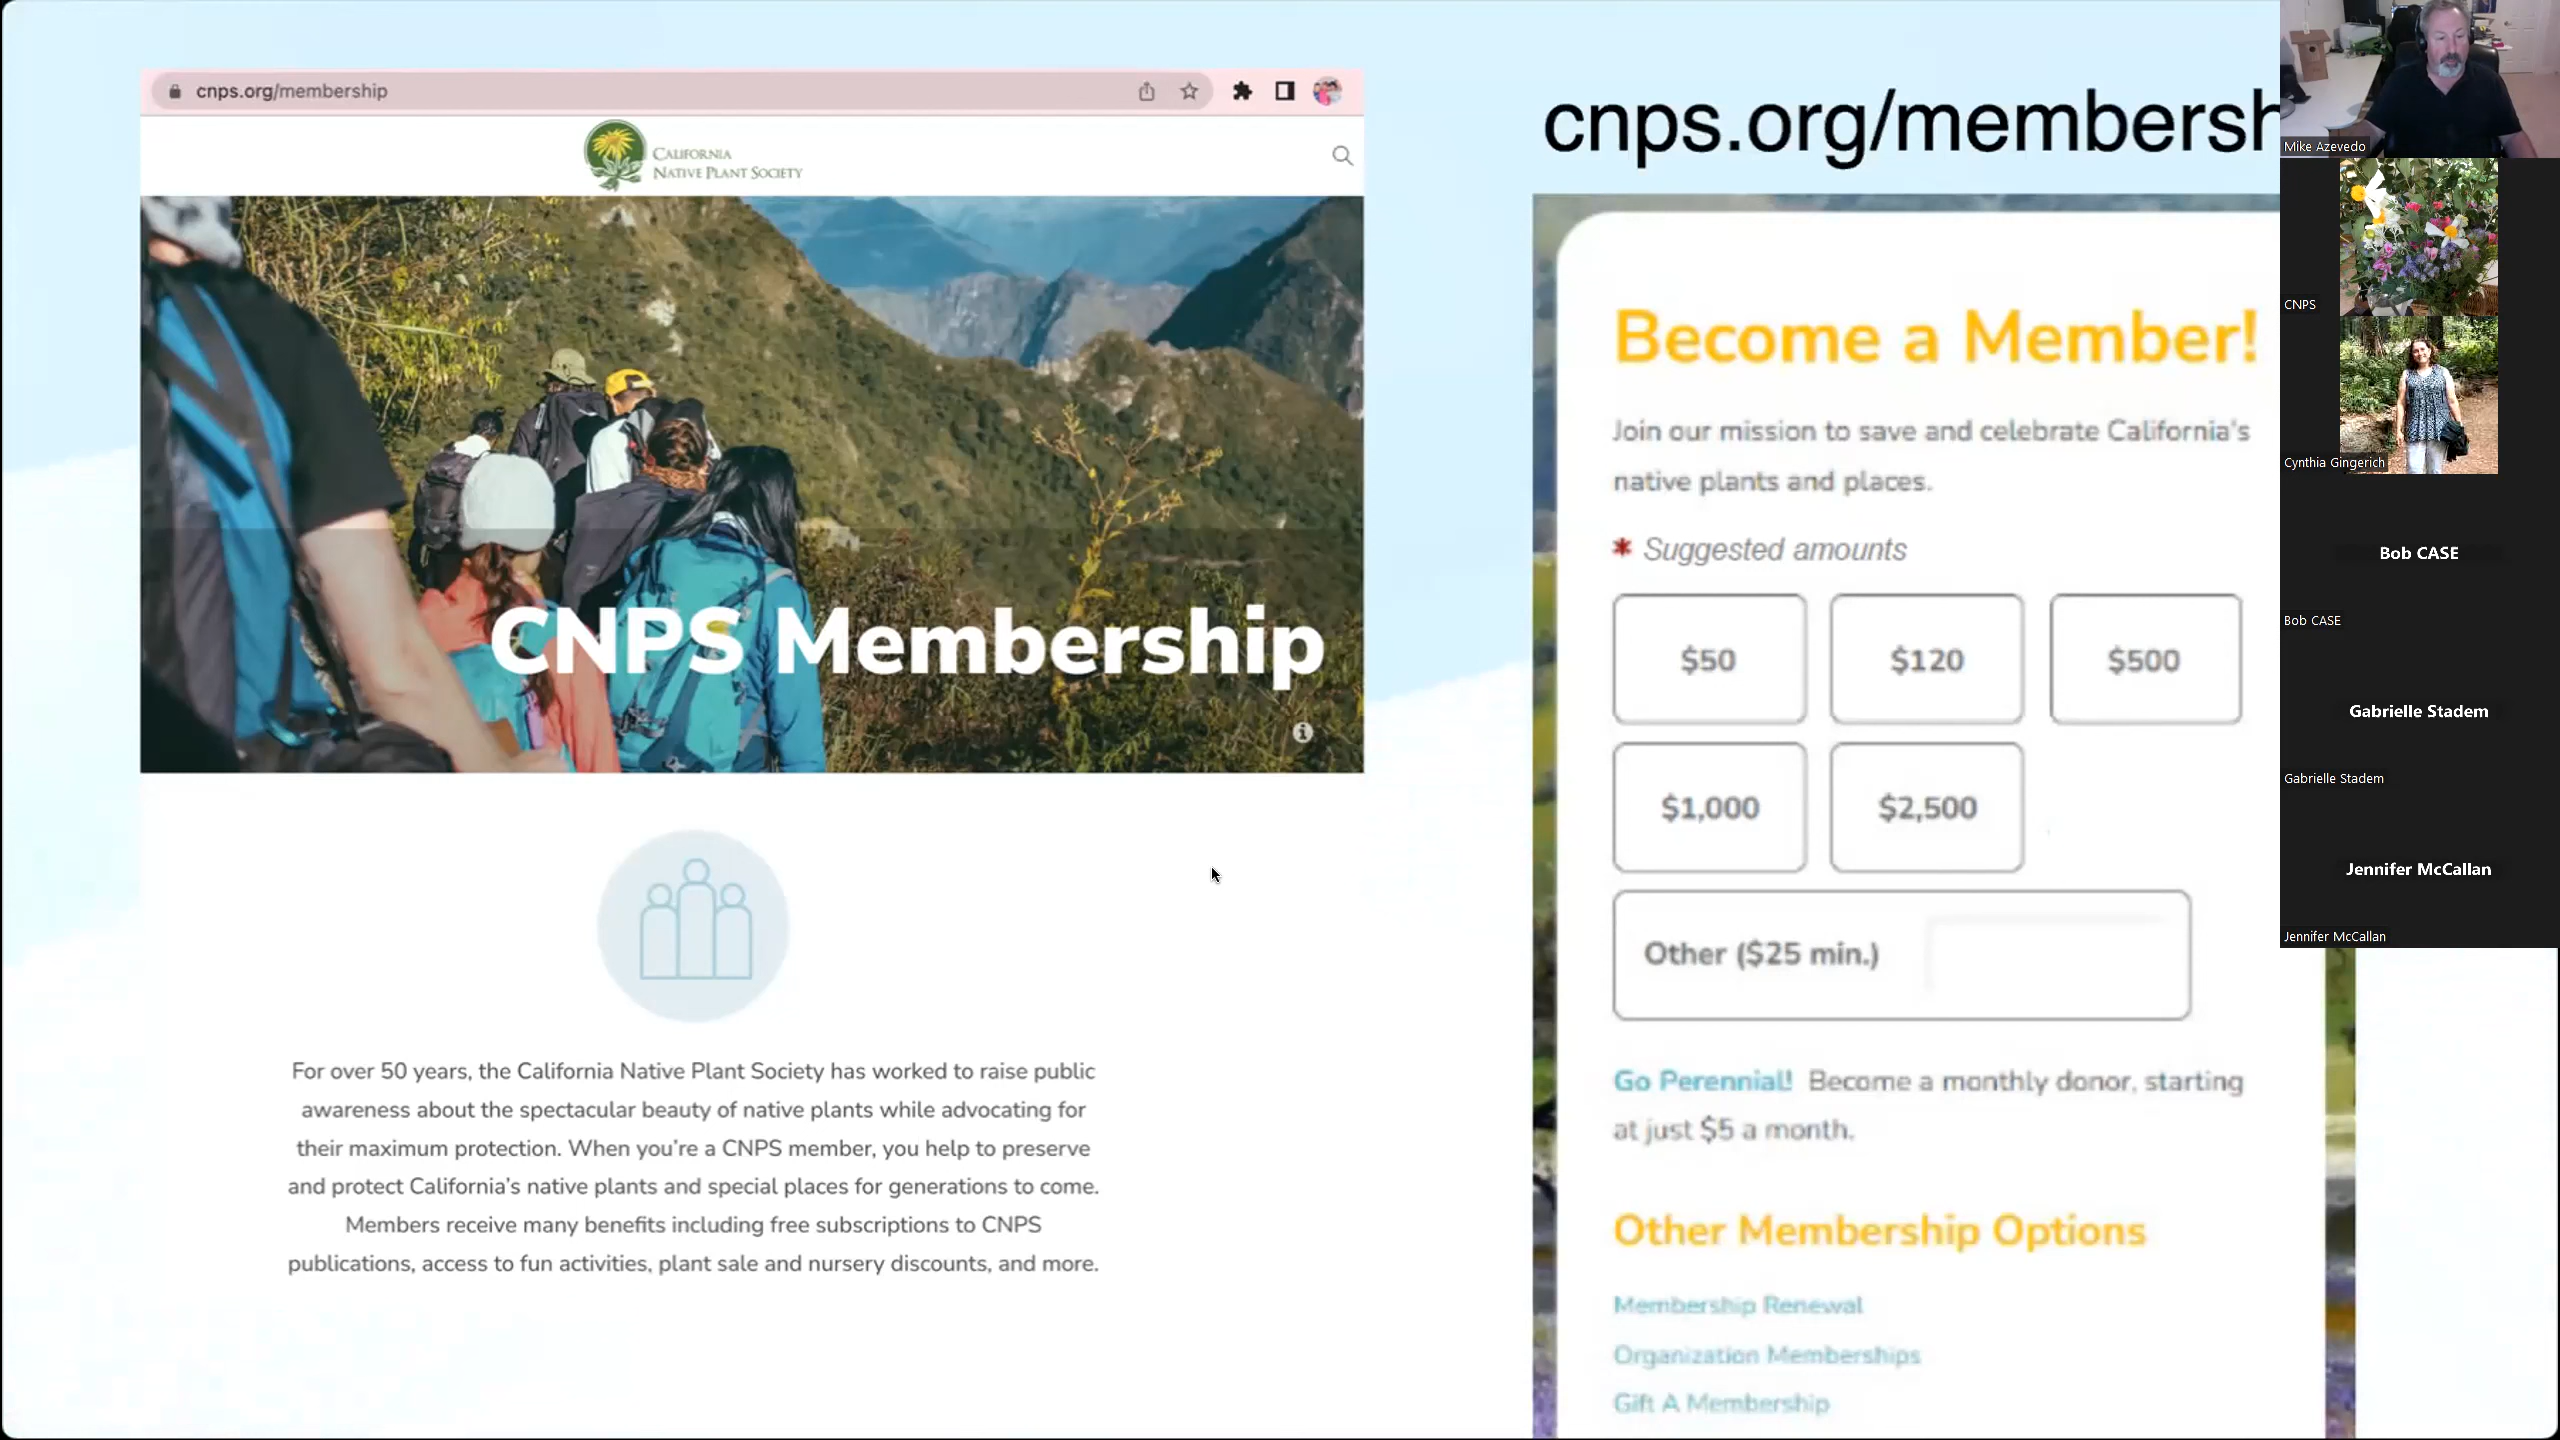 cnps.org/membership
CALIFORNIA
NATIVE PLANT SOCIETY
CNPS Membership
For over 50 years, the California Native Plant Society has worked to raise public
awareness about the spectacular beauty of native plants while advocating for
their maximum protection. When you're a CNPS member, you help to preserve
and protect California's native plants and special places for generations to come.
Members receive many benefits including free subscriptions to CNPS
publications, access to fun activities, plant sale and nursery discounts, and more.
cnps.org/membersh
Become a Member!
Join our mission to save and celebrate California's
native plants and places.
* Suggested amounts
$50 $120 $500
$1,000 $2,500
Other ($25 min.)
Go Perennial! Become a monthly donor, starting
at just $5 a month.
Other Membership Options
Membership Renewal
Organization Memberships
Gift A Membership
Mike Azevedo
CNPS
Cynthia Gingerich
Bob CASE
Bob CASE
Gabrielle Stadem
Gabrielle Stadem
Jennifer McCallan
Jennifer McCallan